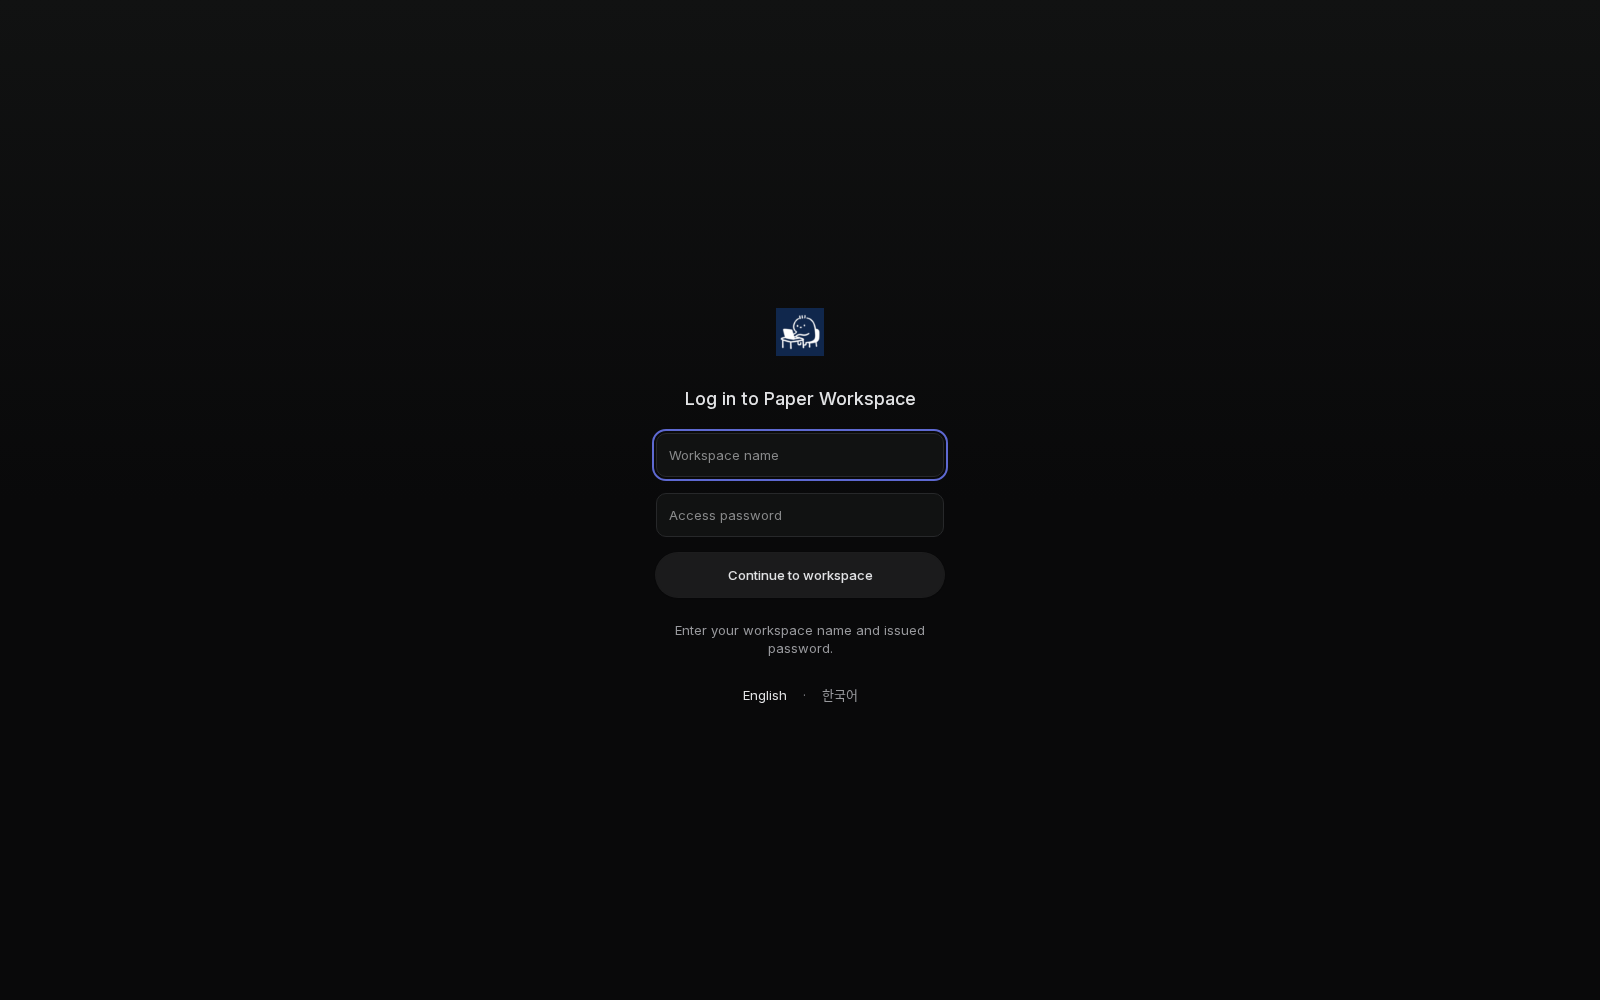 Log in to Paper Workspace
Workspace name
Access password
Continue to workspace
Enter your workspace name and issued
password.
English · 한국어